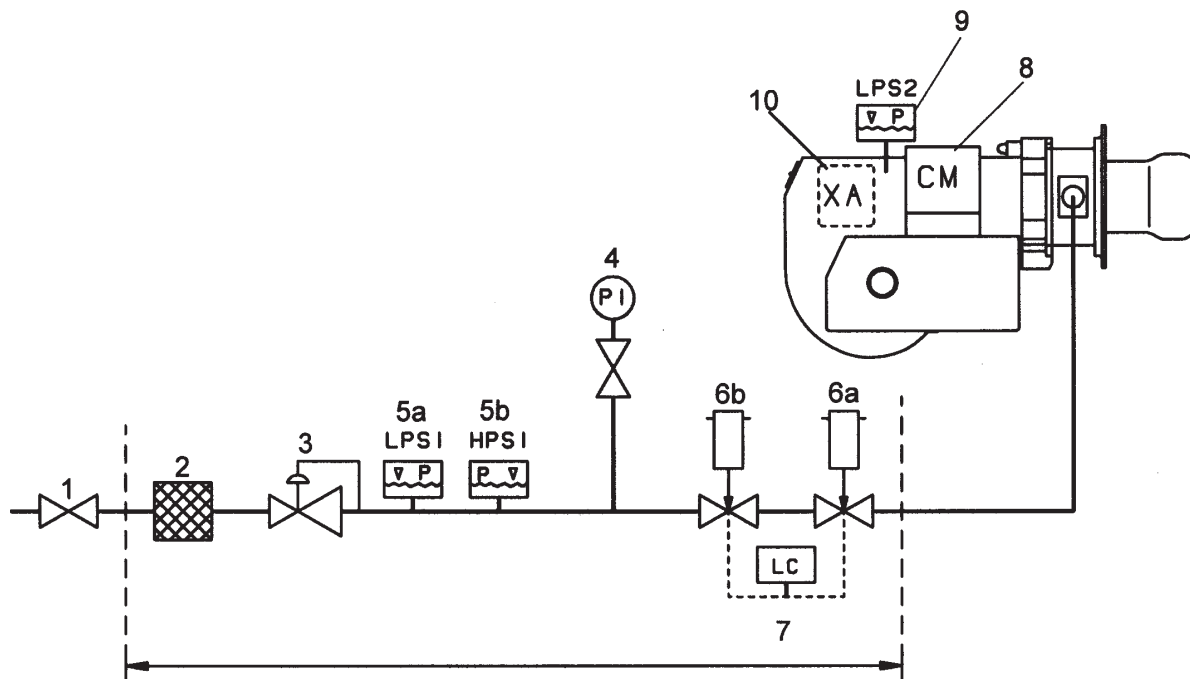 9
LPS2
8
10
▽ P
XA
CM
4
PI
6b
6a
5a
5b
LPS1
HPS1
3
▽ P
P ▽
2
1
LC
7